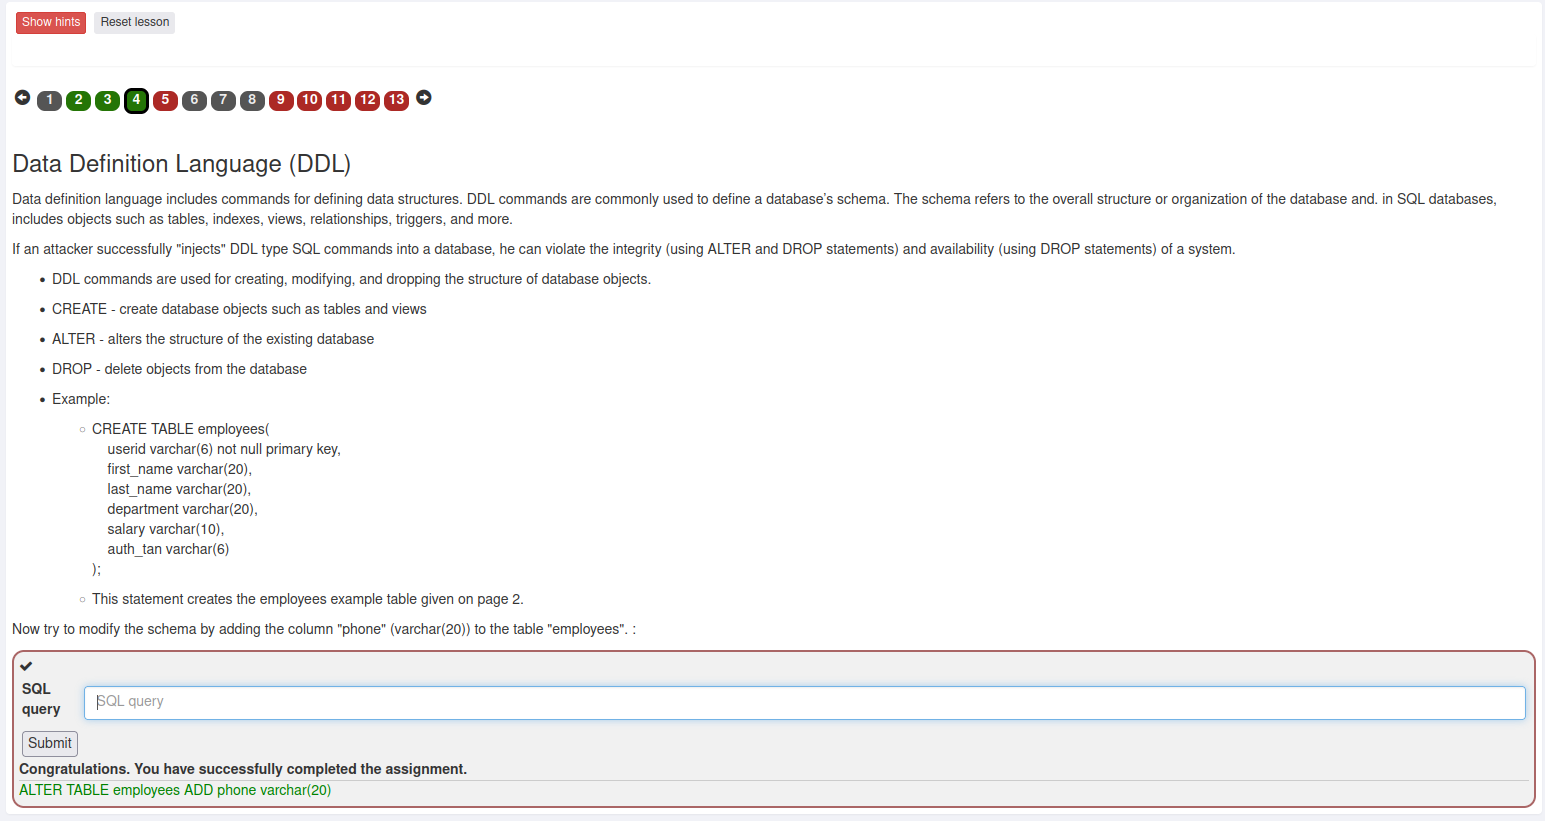 Show hints Reset lesson
1 2 3 4 5 6 7 8 9 10 11 12 13
Data Definition Language (DDL)
Data definition language includes commands for defining data structures. DDL commands are commonly used to define a database's schema. The schema refers to the overall structure or organization of the database and. in SQL databases,
includes objects such as tables, indexes, views, relationships, triggers, and more.
If an attacker successfully "injects" DDL type SQL commands into a database, he can violate the integrity (using ALTER and DROP statements) and availability (using DROP statements) of a system.
DDL commands are used for creating, modifying, and dropping the structure of database objects.
CREATE - create database objects such as tables and views
ALTER - alters the structure of the existing database
DROP - delete objects from the database
Example:
CREATE TABLE employees(
userid varchar(6) not null primary key,
first_name varchar(20),
last_name varchar(20),
department varchar(20),
salary varchar(10),
auth_tan varchar(6)
);
This statement creates the employees example table given on page 2.
Now try to modify the schema by adding the column "phone" (varchar(20)) to the table "employees". :
SQL
query
SQL query
Submit
Congratulations. You have successfully completed the assignment.
ALTER TABLE employees ADD phone varchar(20)